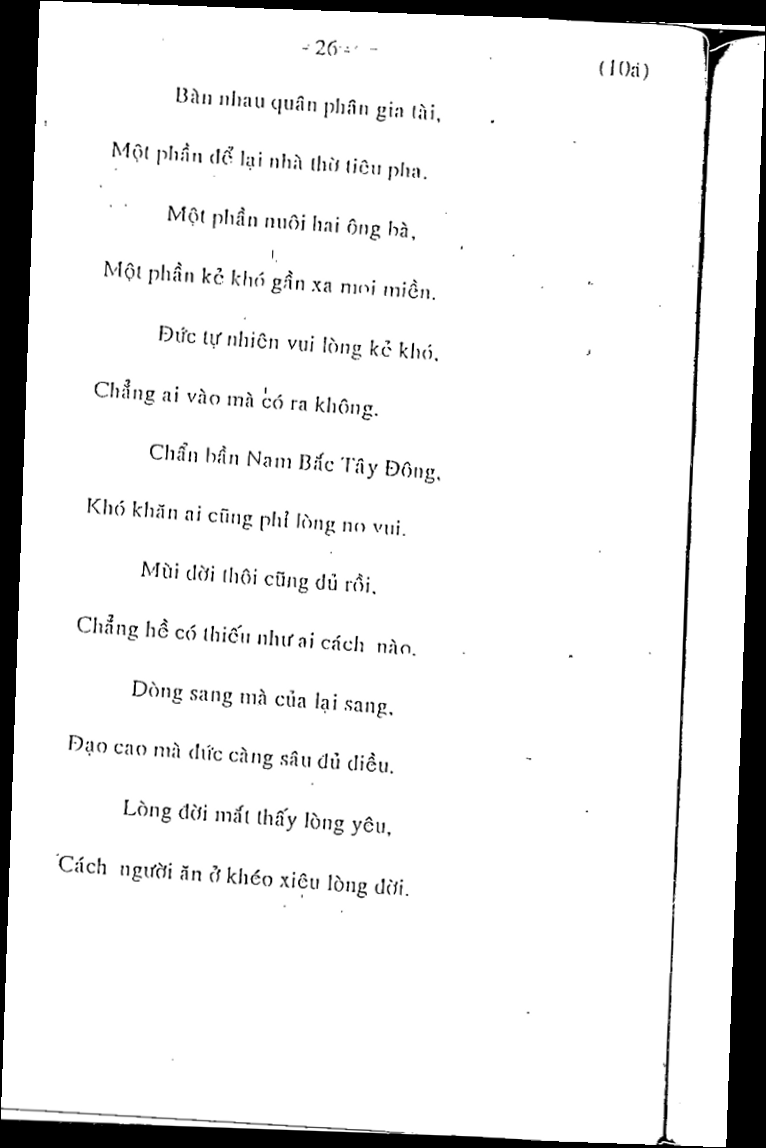 - 26 -
(10a)
Bàn nhau quân phân gia tài,
Một phần để lại nhà thờ tiêu pha.
Một phần nuôi hai ông bà,
Một phần kẻ khó gần xa mọi miền.
Đức tự nhiên vui lòng kẻ khó,
Chẳng ai vào mà có ra không.
Chẩn bần Nam Bắc Tây Đông,
Khó khăn ai cũng phỉ lòng no vui.
Mùi đời thôi cũng đủ rồi,
Chẳng hề có thiếu như ai cách nào.
Dòng sang mà của lại sang,
Đạo cao mà đức càng sâu đủ điều.
Lòng đời mắt thấy lòng yêu,
Cách người ăn ở khéo xiêu lòng đời.